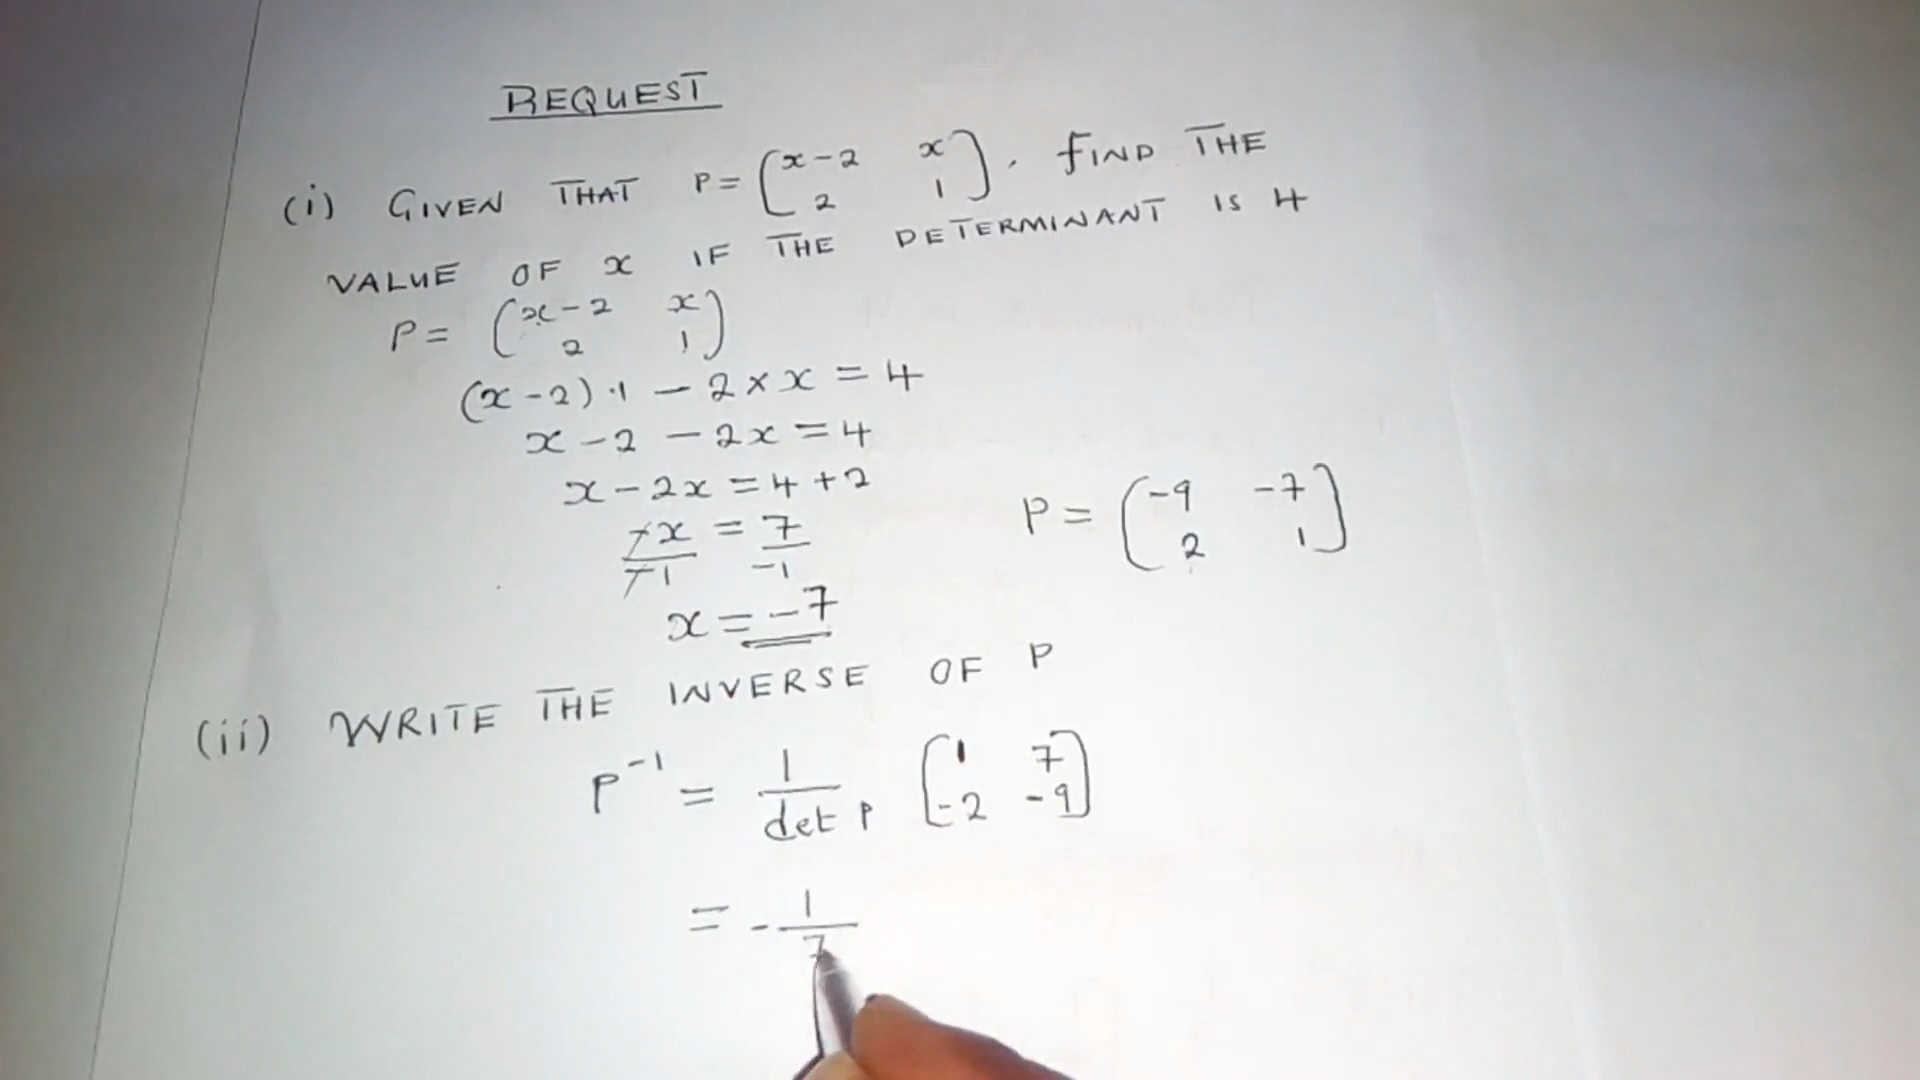 REQUEST
(i) GIVEN THAT P = (x-2 x
2 1). FIND THE
VALUE OF x IF THE DETERMINANT IS 4
P = (x-2 x
2 1)
(x-2)·1 - 2×x = 4
x - 2 - 2x = 4
x - 2x = 4 + 2
-x/-1 = 7/-1
x = -7
P = (-9 -7
2 1)
(ii) WRITE THE INVERSE OF P
P⁻¹ = 1/det P [1 7
-2 -9]
= -1/7